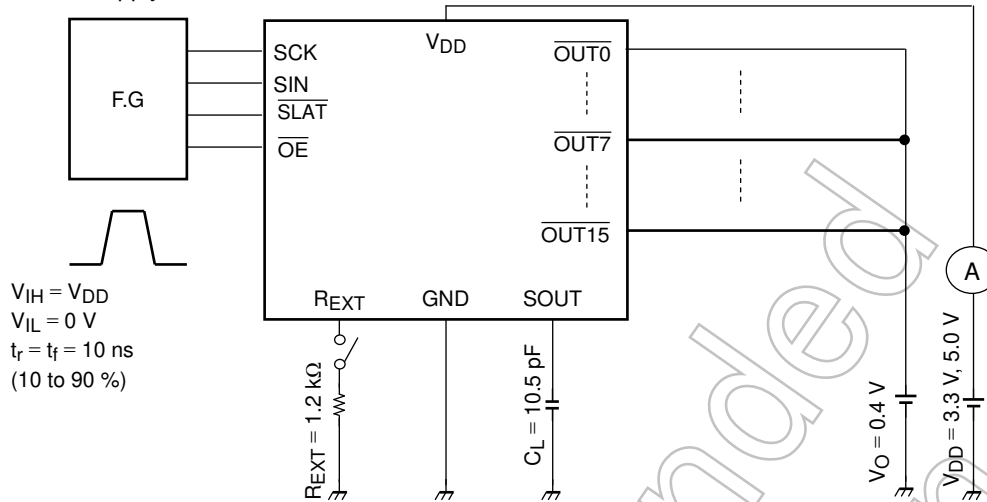 F.G
SCK
SIN
SLAT
OE
VDD
OUT0
OUT7
OUT15
REXT
GND
SOUT
A
VIH = VDD
VIL = 0 V
tr = tf = 10 ns
(10 to 90 %)
REXT = 1.2 kΩ
CL = 10.5 pF
VO = 0.4 V
VDD = 3.3 V, 5.0 V